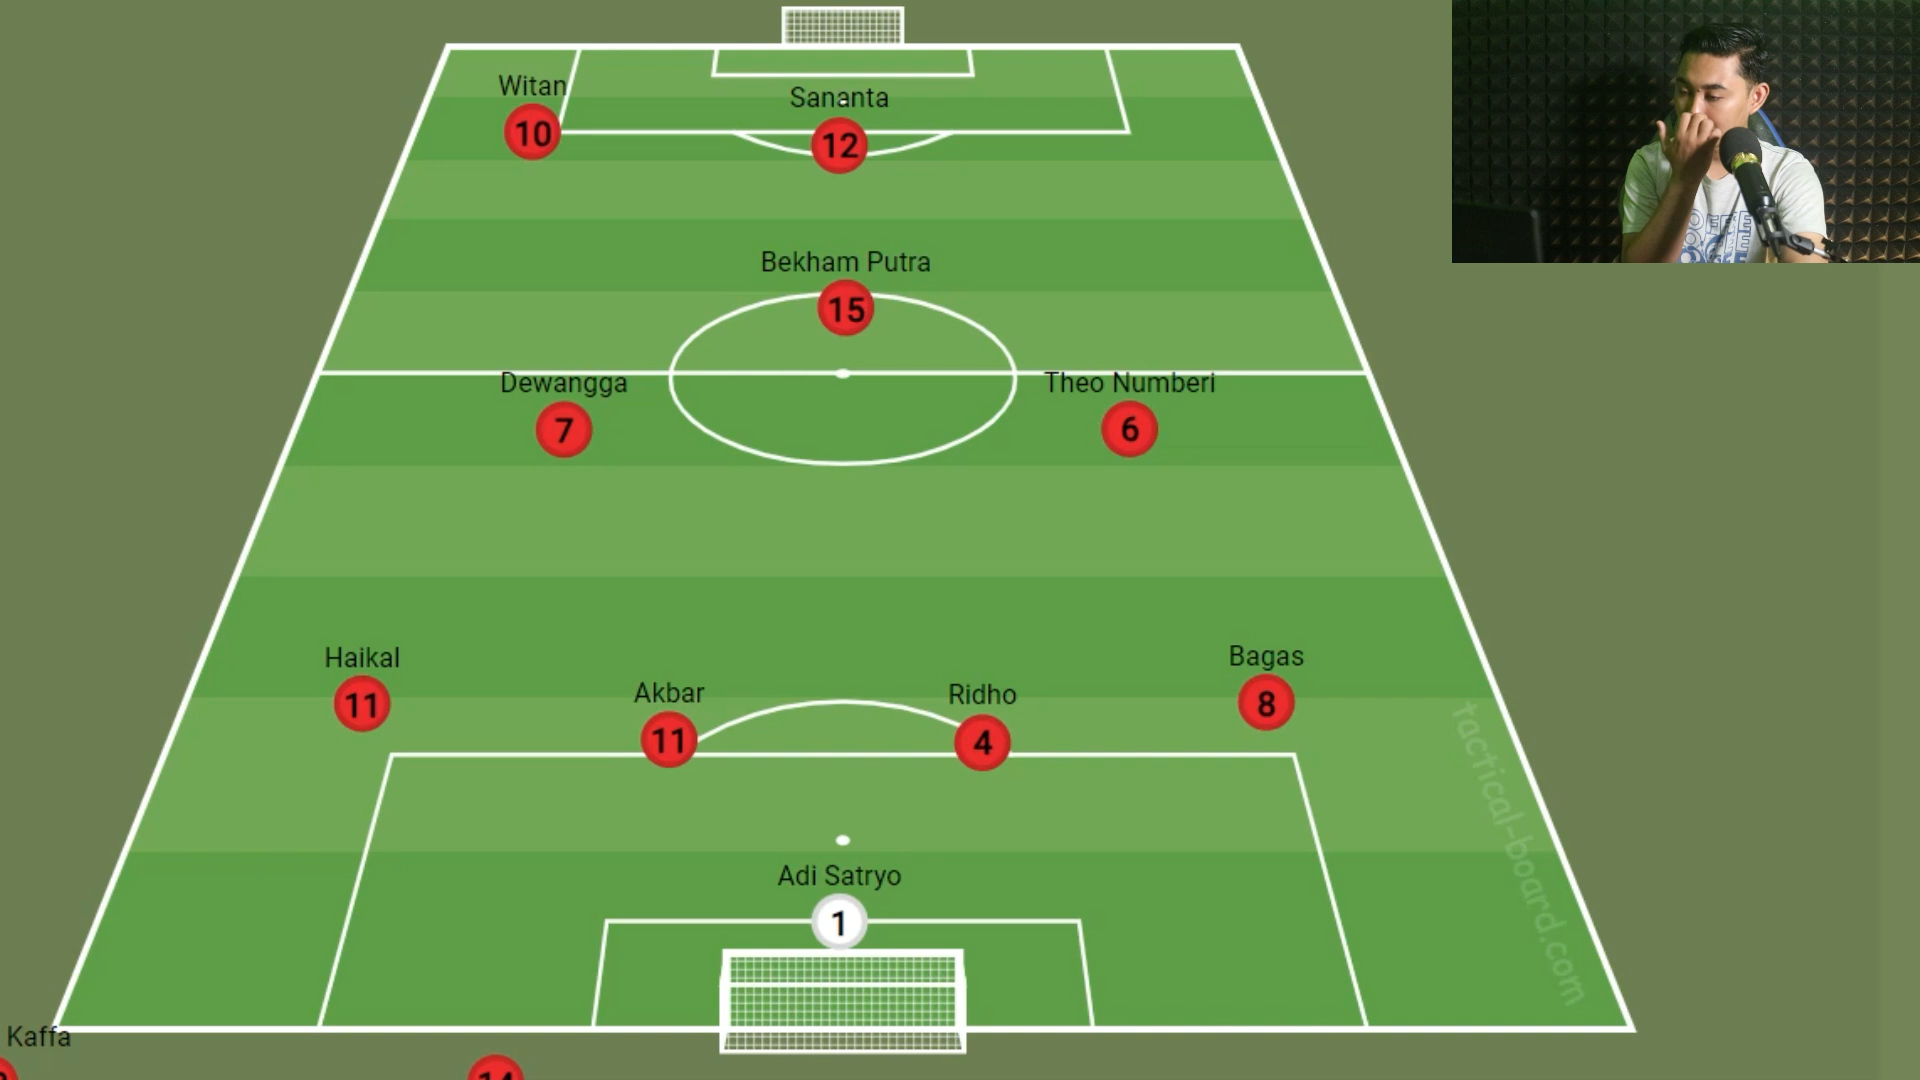 Witan
10
Sananta
12
Bekham Putra
15
Dewangga
7
Theo Numberi
6
Haikal
11
Akbar
11
Ridho
4
Bagas
8
Adi Satryo
1
Kaffa
14
tactical-board.com